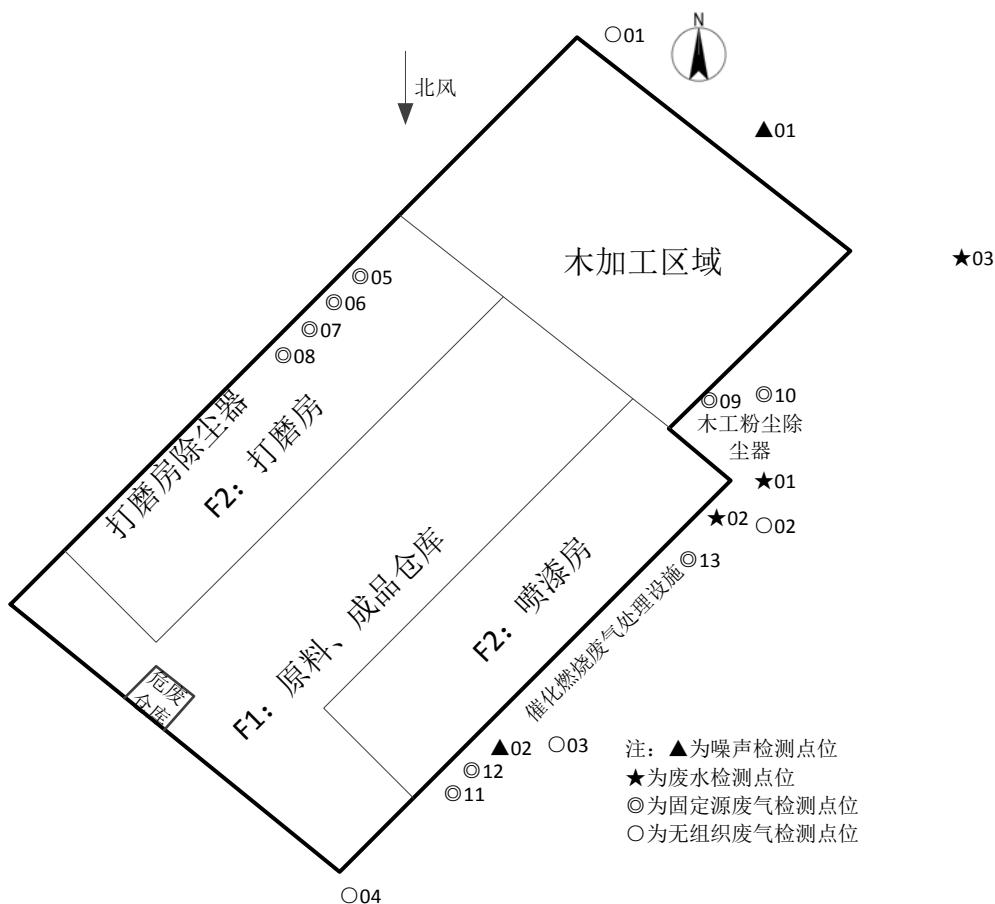 N
○01
北风
▲01
木加工区域
★03
◎05
◎06
◎07
◎08
◎09
◎10
木工粉尘除
尘器
打磨房除尘器
F2：打磨房
★01
★02
○02
◎13
F1：原料、成品仓库
F2：喷漆房
催化燃烧废气处理设施
危废
仓库
▲02
○03
◎12
◎11
注：▲为噪声检测点位
★为废水检测点位
◎为固定源废气检测点位
○为无组织废气检测点位
○04